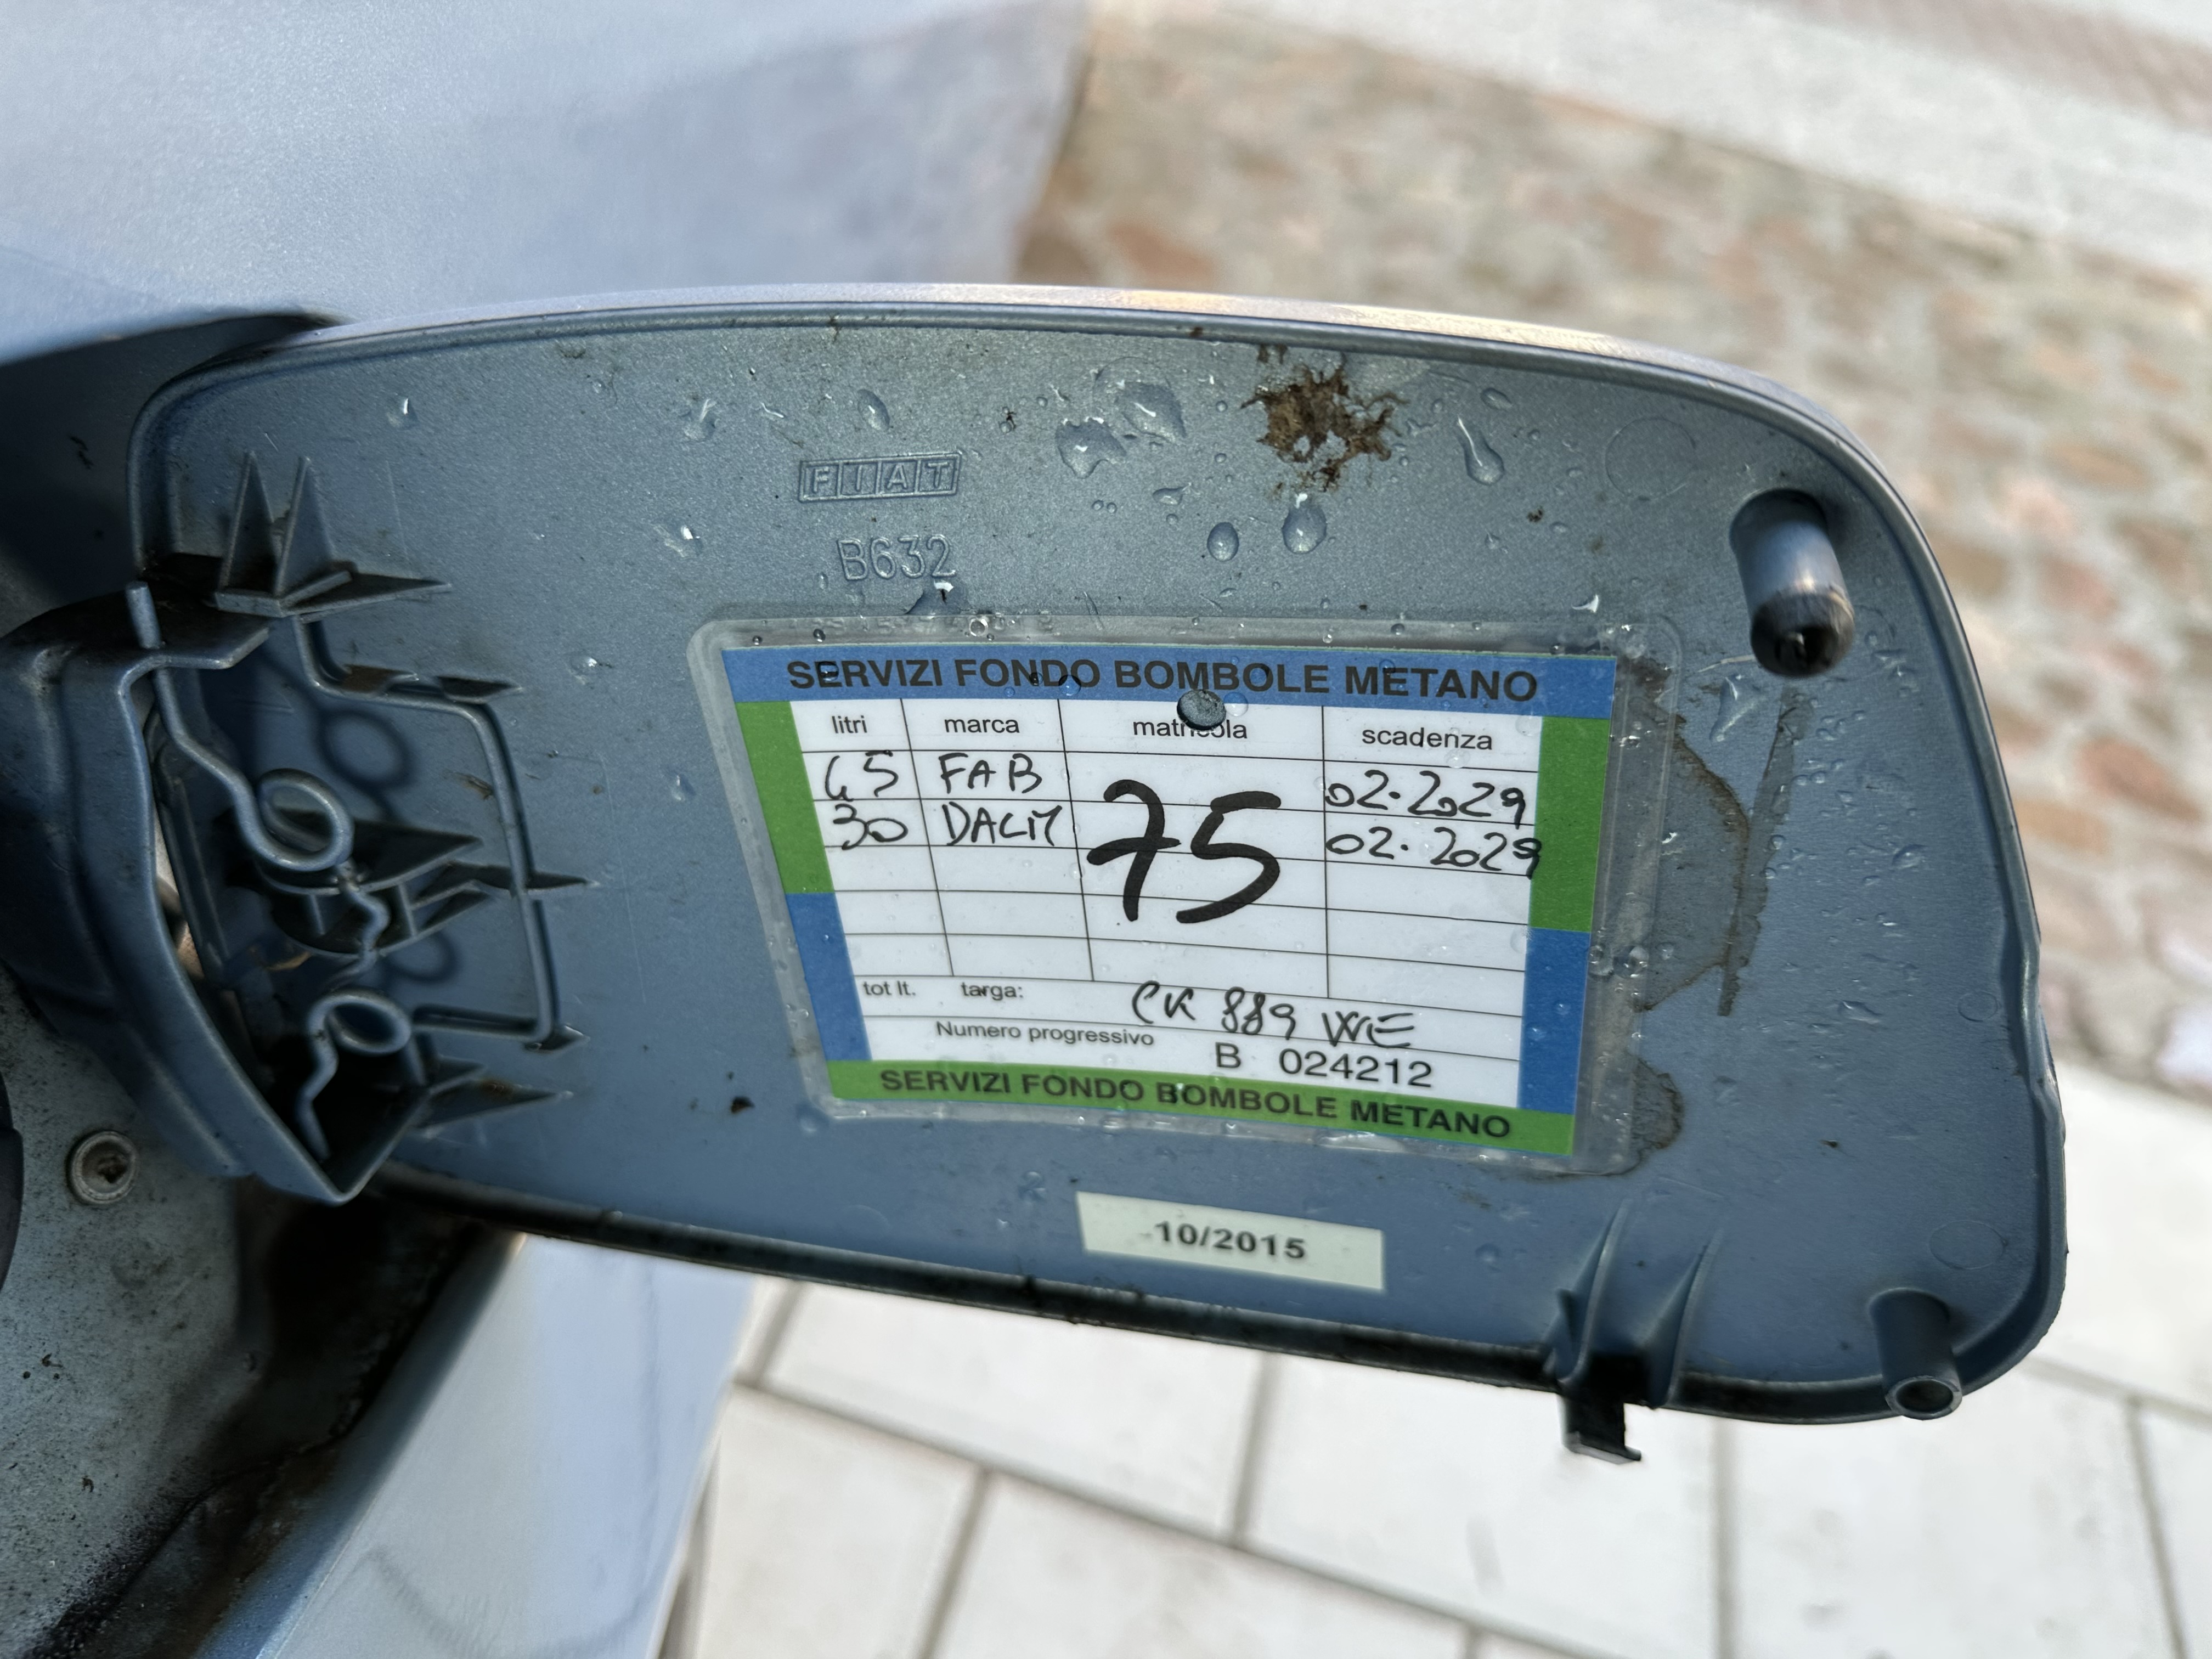 FIAT
B632
SERVIZI FONDO BOMBOLE METANO
litri marca matricola scadenza
45 FAB 02.2029
30 DALM 02.2029
75
tot lt. targa: CK 889 WE
Numero progressivo B 024212
SERVIZI FONDO BOMBOLE METANO
10/2015